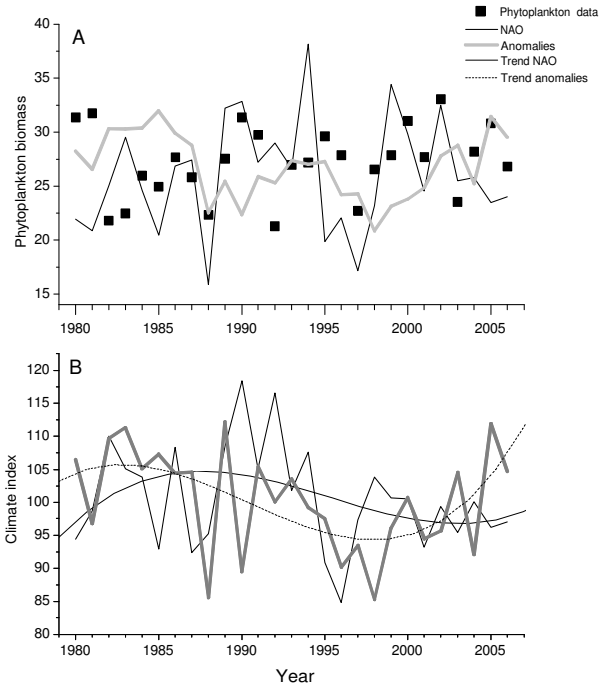 Phytoplankton data
NAO
Anomalies
Trend NAO
Trend anomalies
A
40
35
30
25
20
15
Phytoplankton biomass
1980 1985 1990 1995 2000 2005
B
120
115
110
105
100
95
90
85
80
Climate index
1980 1985 1990 1995 2000 2005
Year